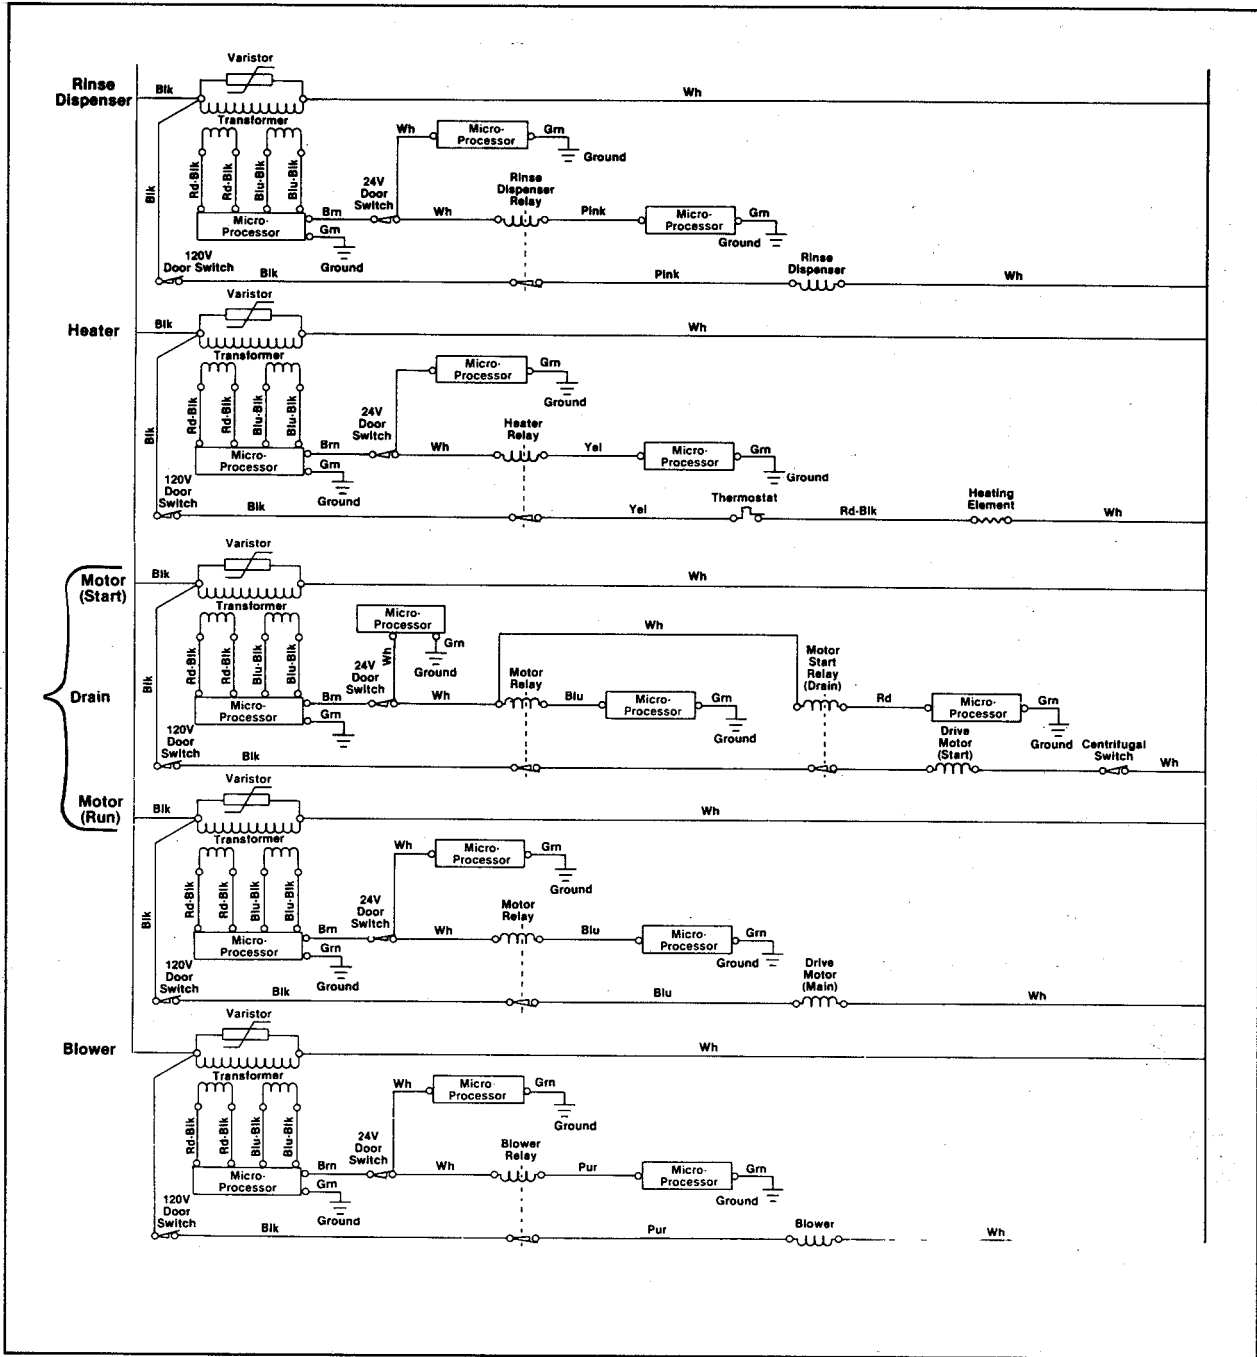 Rinse Dispenser
Blk
Varistor
Wh
Transformer
Rd-Blk
Rd-Blk
Blu-Blk
Blu-Blk
Blk
Wh
Micro-Processor
Grn
Ground
24V Door Switch
Rinse Dispenser Relay
Brn
Wh
Pink
Micro-Processor
Grn
Ground
Micro-Processor
Grn
Ground
120V Door Switch
Blk
Pink
Rinse Dispenser
Wh
Heater
Blk
Varistor
Wh
Transformer
Rd-Blk
Rd-Blk
Blu-Blk
Blu-Blk
Blk
Micro-Processor
Grn
Ground
24V Door Switch
Heater Relay
Brn
Wh
Yel
Micro-Processor
Grn
Ground
Micro-Processor
Grn
Ground
120V Door Switch
Blk
Yel
Thermostat
Rd-Blk
Heating Element
Wh
Motor (Start)
Blk
Varistor
Wh
Transformer
Rd-Blk
Rd-Blk
Blu-Blk
Blu-Blk
Blk
Drain
Micro-Processor
Wh
Grn
Ground
Wh
24V Door Switch
Motor Relay
Motor Start Relay (Drain)
Brn
Wh
Blu
Micro-Processor
Grn
Ground
Rd
Micro-Processor
Grn
Ground
Micro-Processor
Grn
120V Door Switch
Blk
Drive Motor (Start)
Centrifugal Switch
Wh
Motor (Run)
Blk
Varistor
Wh
Transformer
Rd-Blk
Rd-Blk
Blu-Blk
Blu-Blk
Blk
Wh
Micro-Processor
Grn
Ground
24V Door Switch
Motor Relay
Brn
Wh
Blu
Micro-Processor
Grn
Ground
Micro-Processor
Grn
Ground
120V Door Switch
Blk
Blu
Drive Motor (Main)
Wh
Blower
Varistor
Wh
Transformer
Rd-Blk
Rd-Blk
Blu-Blk
Blu-Blk
Wh
Micro-Processor
Grn
Ground
24V Door Switch
Blower Relay
Brn
Wh
Pur
Micro-Processor
Grn
Ground
Micro-Processor
Grn
Ground
120V Door Switch
Blk
Pur
Blower
Wh